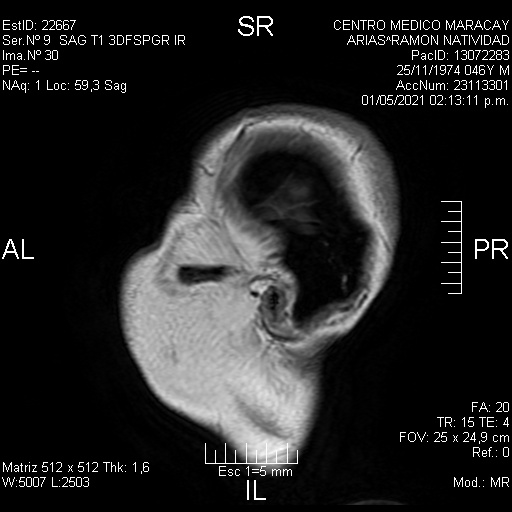 EstID: 22667
Ser.Nº 9 SAG T1 3DFSPGR IR
Ima.Nº 30
PE= --
NAq: 1 Loc: 59,3 Sag
SR
CENTRO MEDICO MARACAY
ARIAS^RAMON NATIVIDAD
PacID: 13072283
25/11/1974 046Y M
AccNum: 23113301
01/05/2021 02:13:11 p.m.
AL
PR
FA: 20
TR: 15 TE: 4
FOV: 25 x 24,9 cm
Ref.: 0
Matriz 512 x 512 Thk: 1,6
W:5007 L:2503
Esc 1=5 mm
IL
Mod.: MR